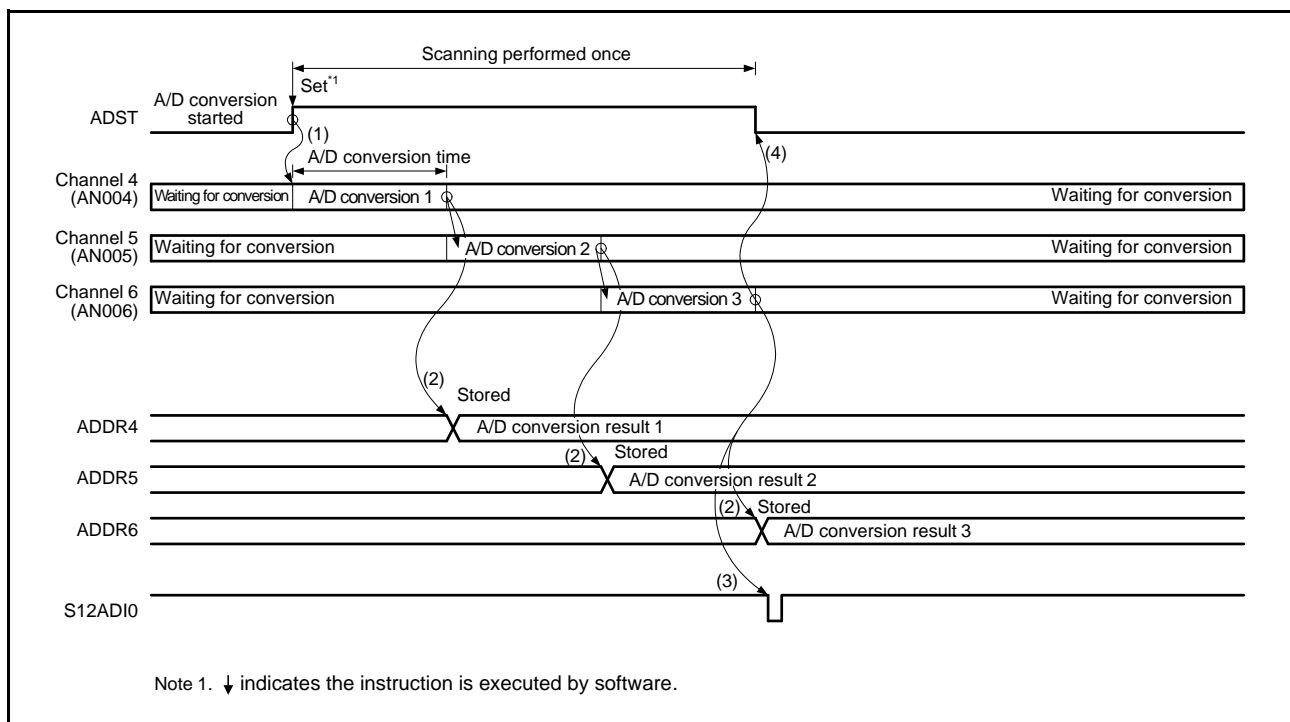 Scanning performed once
Set*1
A/D conversion
started
ADST
(1)
(4)
A/D conversion time
Channel 4
(AN004)
Waiting for conversion
A/D conversion 1
Waiting for conversion
Channel 5
(AN005)
Waiting for conversion
A/D conversion 2
Waiting for conversion
Channel 6
(AN006)
Waiting for conversion
A/D conversion 3
Waiting for conversion
(2)
Stored
ADDR4
A/D conversion result 1
(2)
Stored
ADDR5
A/D conversion result 2
(2)
Stored
ADDR6
A/D conversion result 3
(3)
S12ADI0
Note 1. ↓ indicates the instruction is executed by software.